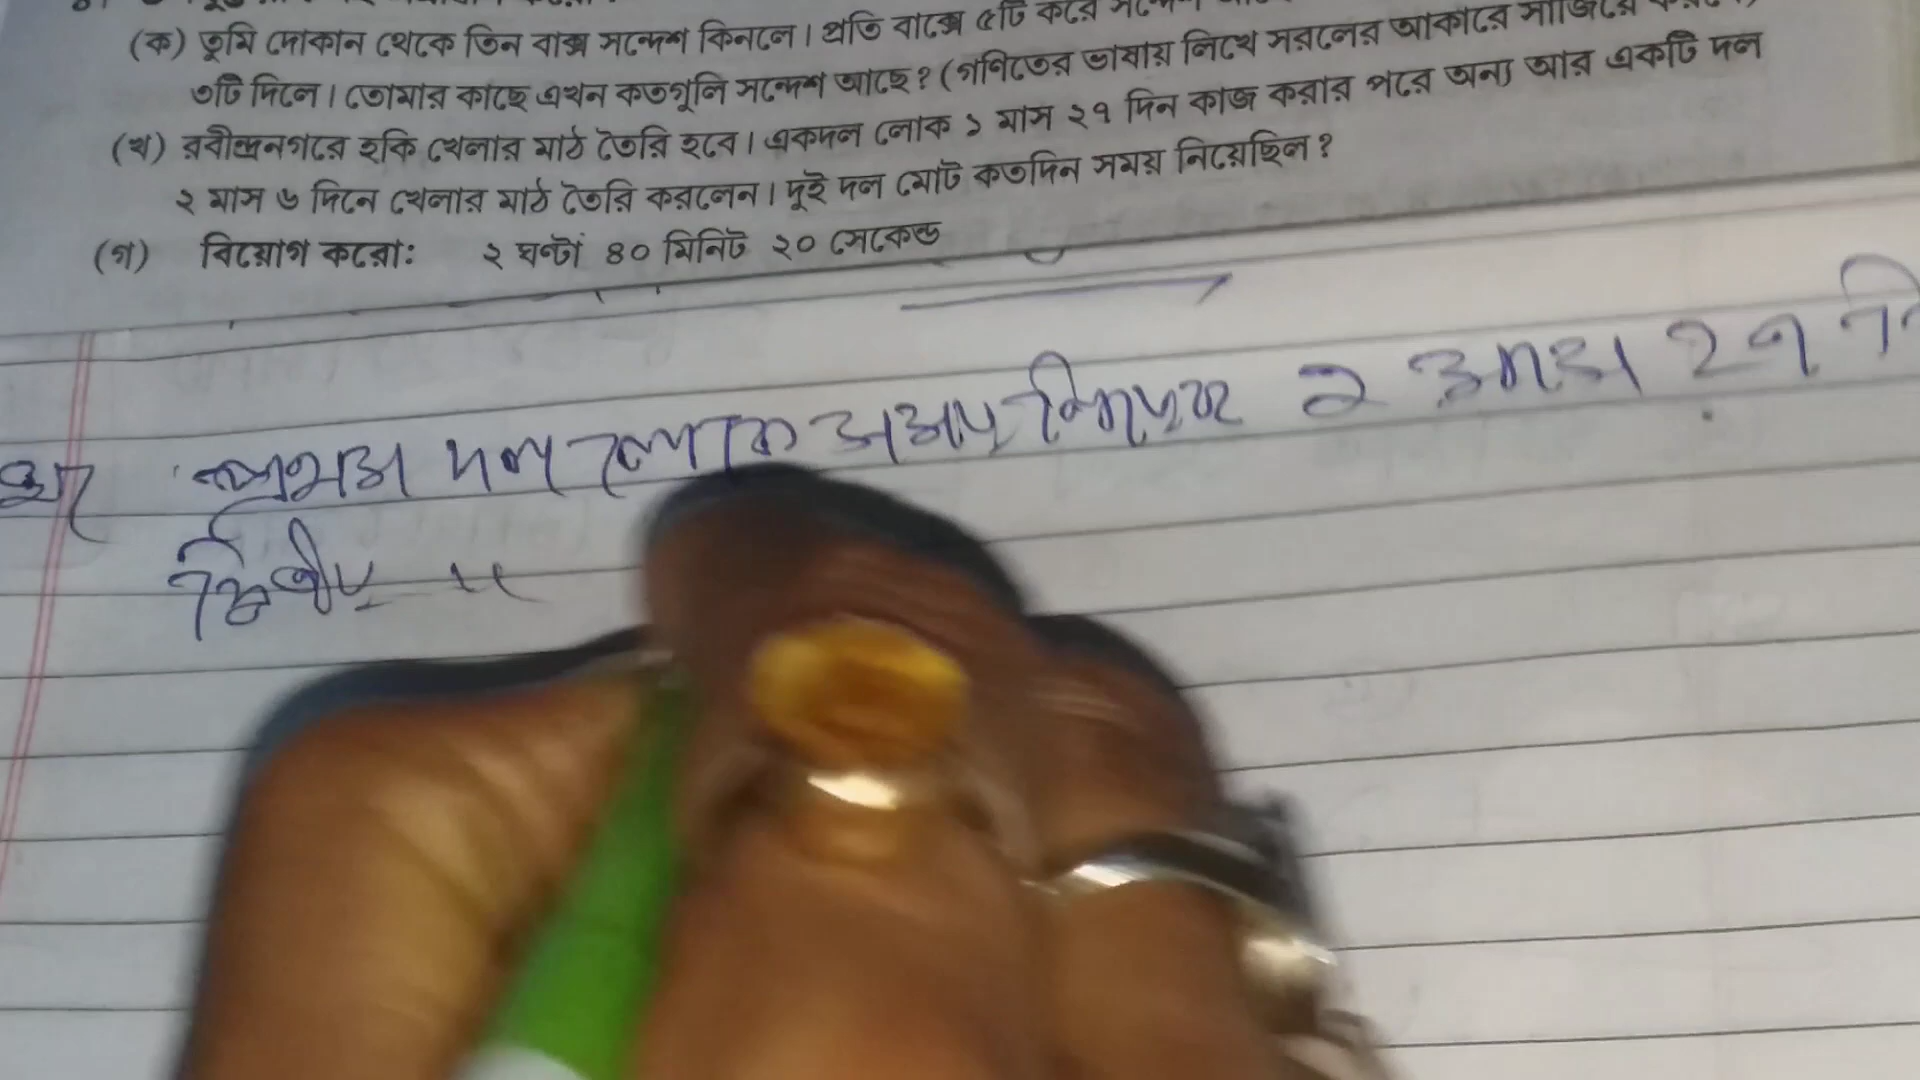 (ক) তুমি দোকান থেকে তিন বাক্স সন্দেশ কিনলে। প্রতি বাক্সে ৫টি করে
৩টি দিলে। তোমার কাছে এখন কতগুলি সন্দেশ আছে? (গণিতের ভাষায় লিখে সরলের আকারে সাজিয়ে
(খ) রবীন্দ্রনগরে হকি খেলার মাঠ তৈরি হবে। একদল লোক ১ মাস ২৭ দিন কাজ করার পরে অন্য আর একটি দল
২ মাস ৬ দিনে খেলার মাঠ তৈরি করলেন। দুই দল মোট কতদিন সময় নিয়েছিল?
(গ) বিয়োগ করো: ২ ঘন্টা ৪০ মিনিট ২০ সেকেন্ড
প্রথম দল লোক সময় ২৭
দ্বিতীয় "